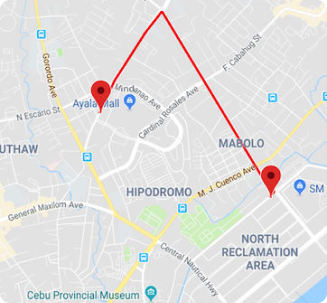 Gorordo Ave
F. Cabahug St
Mindanao Ave
Ayala Mall
Cardinal Rosales Ave
N Escario St
MABOLO
M. J. Cuenco Ave
HIPODROMO
SM
General Maxilom Ave
NORTH
RECLAMATION
AREA
Central Nautical Hwy
Cebu Provincial Museum